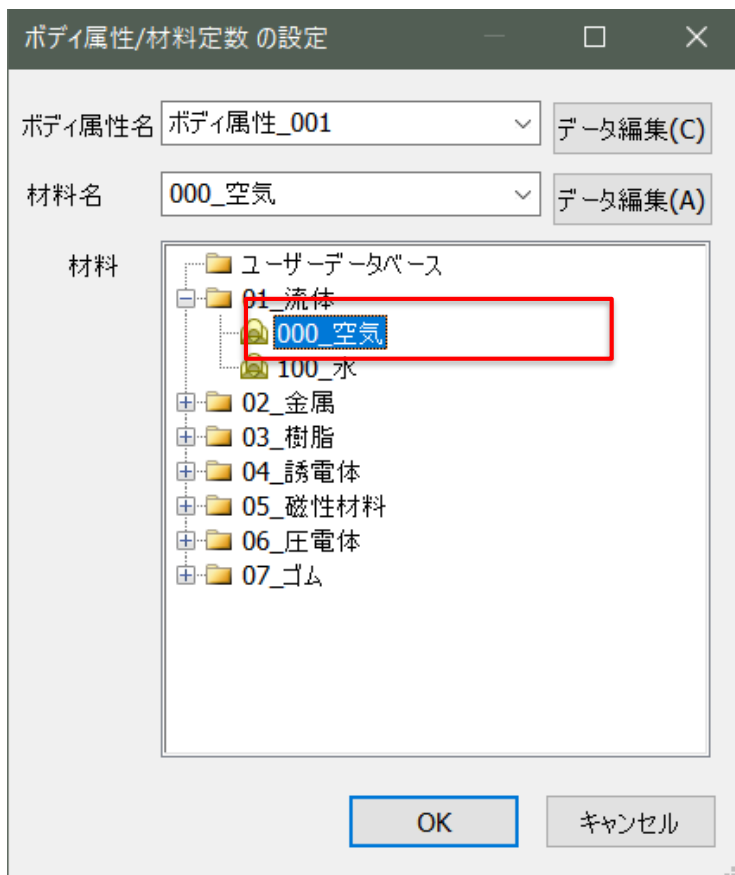 ボディ属性/材料定数 の設定
ボディ属性名 ボディ属性_001 データ編集(C)
材料名 000_空気 データ編集(A)
材料 ユーザーデータベース
01_流体
000_空気
100_水
02_金属
03_樹脂
04_誘電体
05_磁性材料
06_圧電体
07_ゴム
OK キャンセル